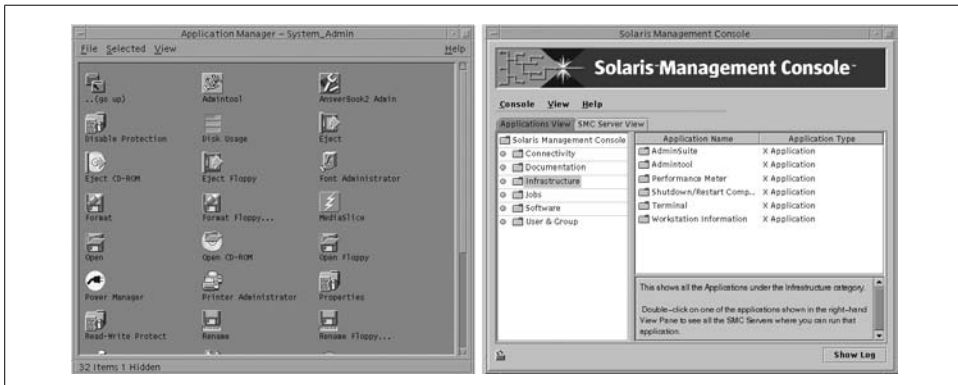 Application Manager – System_Admin
File Selected View Help
..(go up) Admintool AnswerBook2 Admin
Disable Protection Disk Usage Eject
Eject CD-ROM Eject Floppy Font Administrator
Format Format Floppy... MediaSlice
Open Open CD-ROM Open Floppy
Power Manager Printer Administrator Properties
Read-Write Protect Rename Rename Floppy...
32 Items 1 Hidden
Solaris Management Console
Solaris Management Console
Console View Help
Applications View SMC Server View
Solaris Management Console
Connectivity
Documentation
Infrastructure
Jobs
Software
User & Group
Application Name Application Type
AdminSuite X Application
Admintool X Application
Performance Meter X Application
Shutdown/Restart Comp... X Application
Terminal X Application
Workstation Information X Application
This shows all the Applications under the Infrastructure category.
Double–click on one of the applications shown in the right–hand
View Pane to see all the SMC Servers where you can run that
application.
Show Log